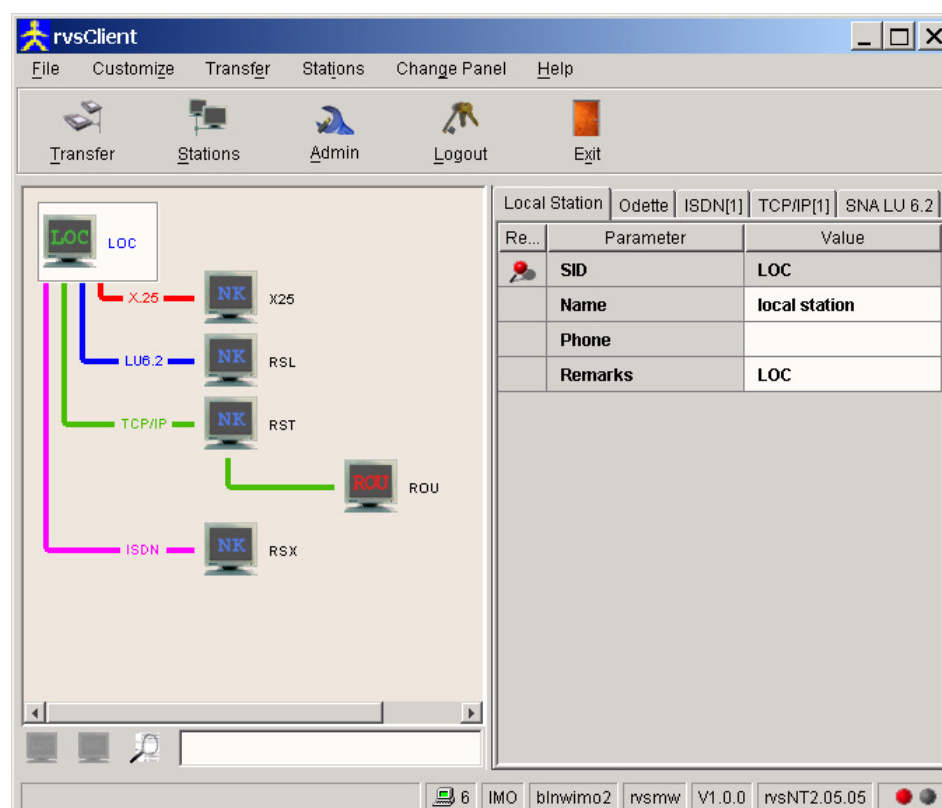 rvsClient
File Customize Transfer Stations Change Panel Help
Transfer Stations Admin Logout Exit
Local Station Odette ISDN[1] TCP/IP[1] SNA LU 6.2
Re... Parameter Value
SID LOC
Name local station
Phone
Remarks LOC
LOC LOC
X.25 NK X25
LU6.2 NK RSL
TCP/IP NK RST
ROU ROU
ISDN NK RSX
6 IMO blnwimo2 rvsmw V1.0.0 rvsNT2.05.05